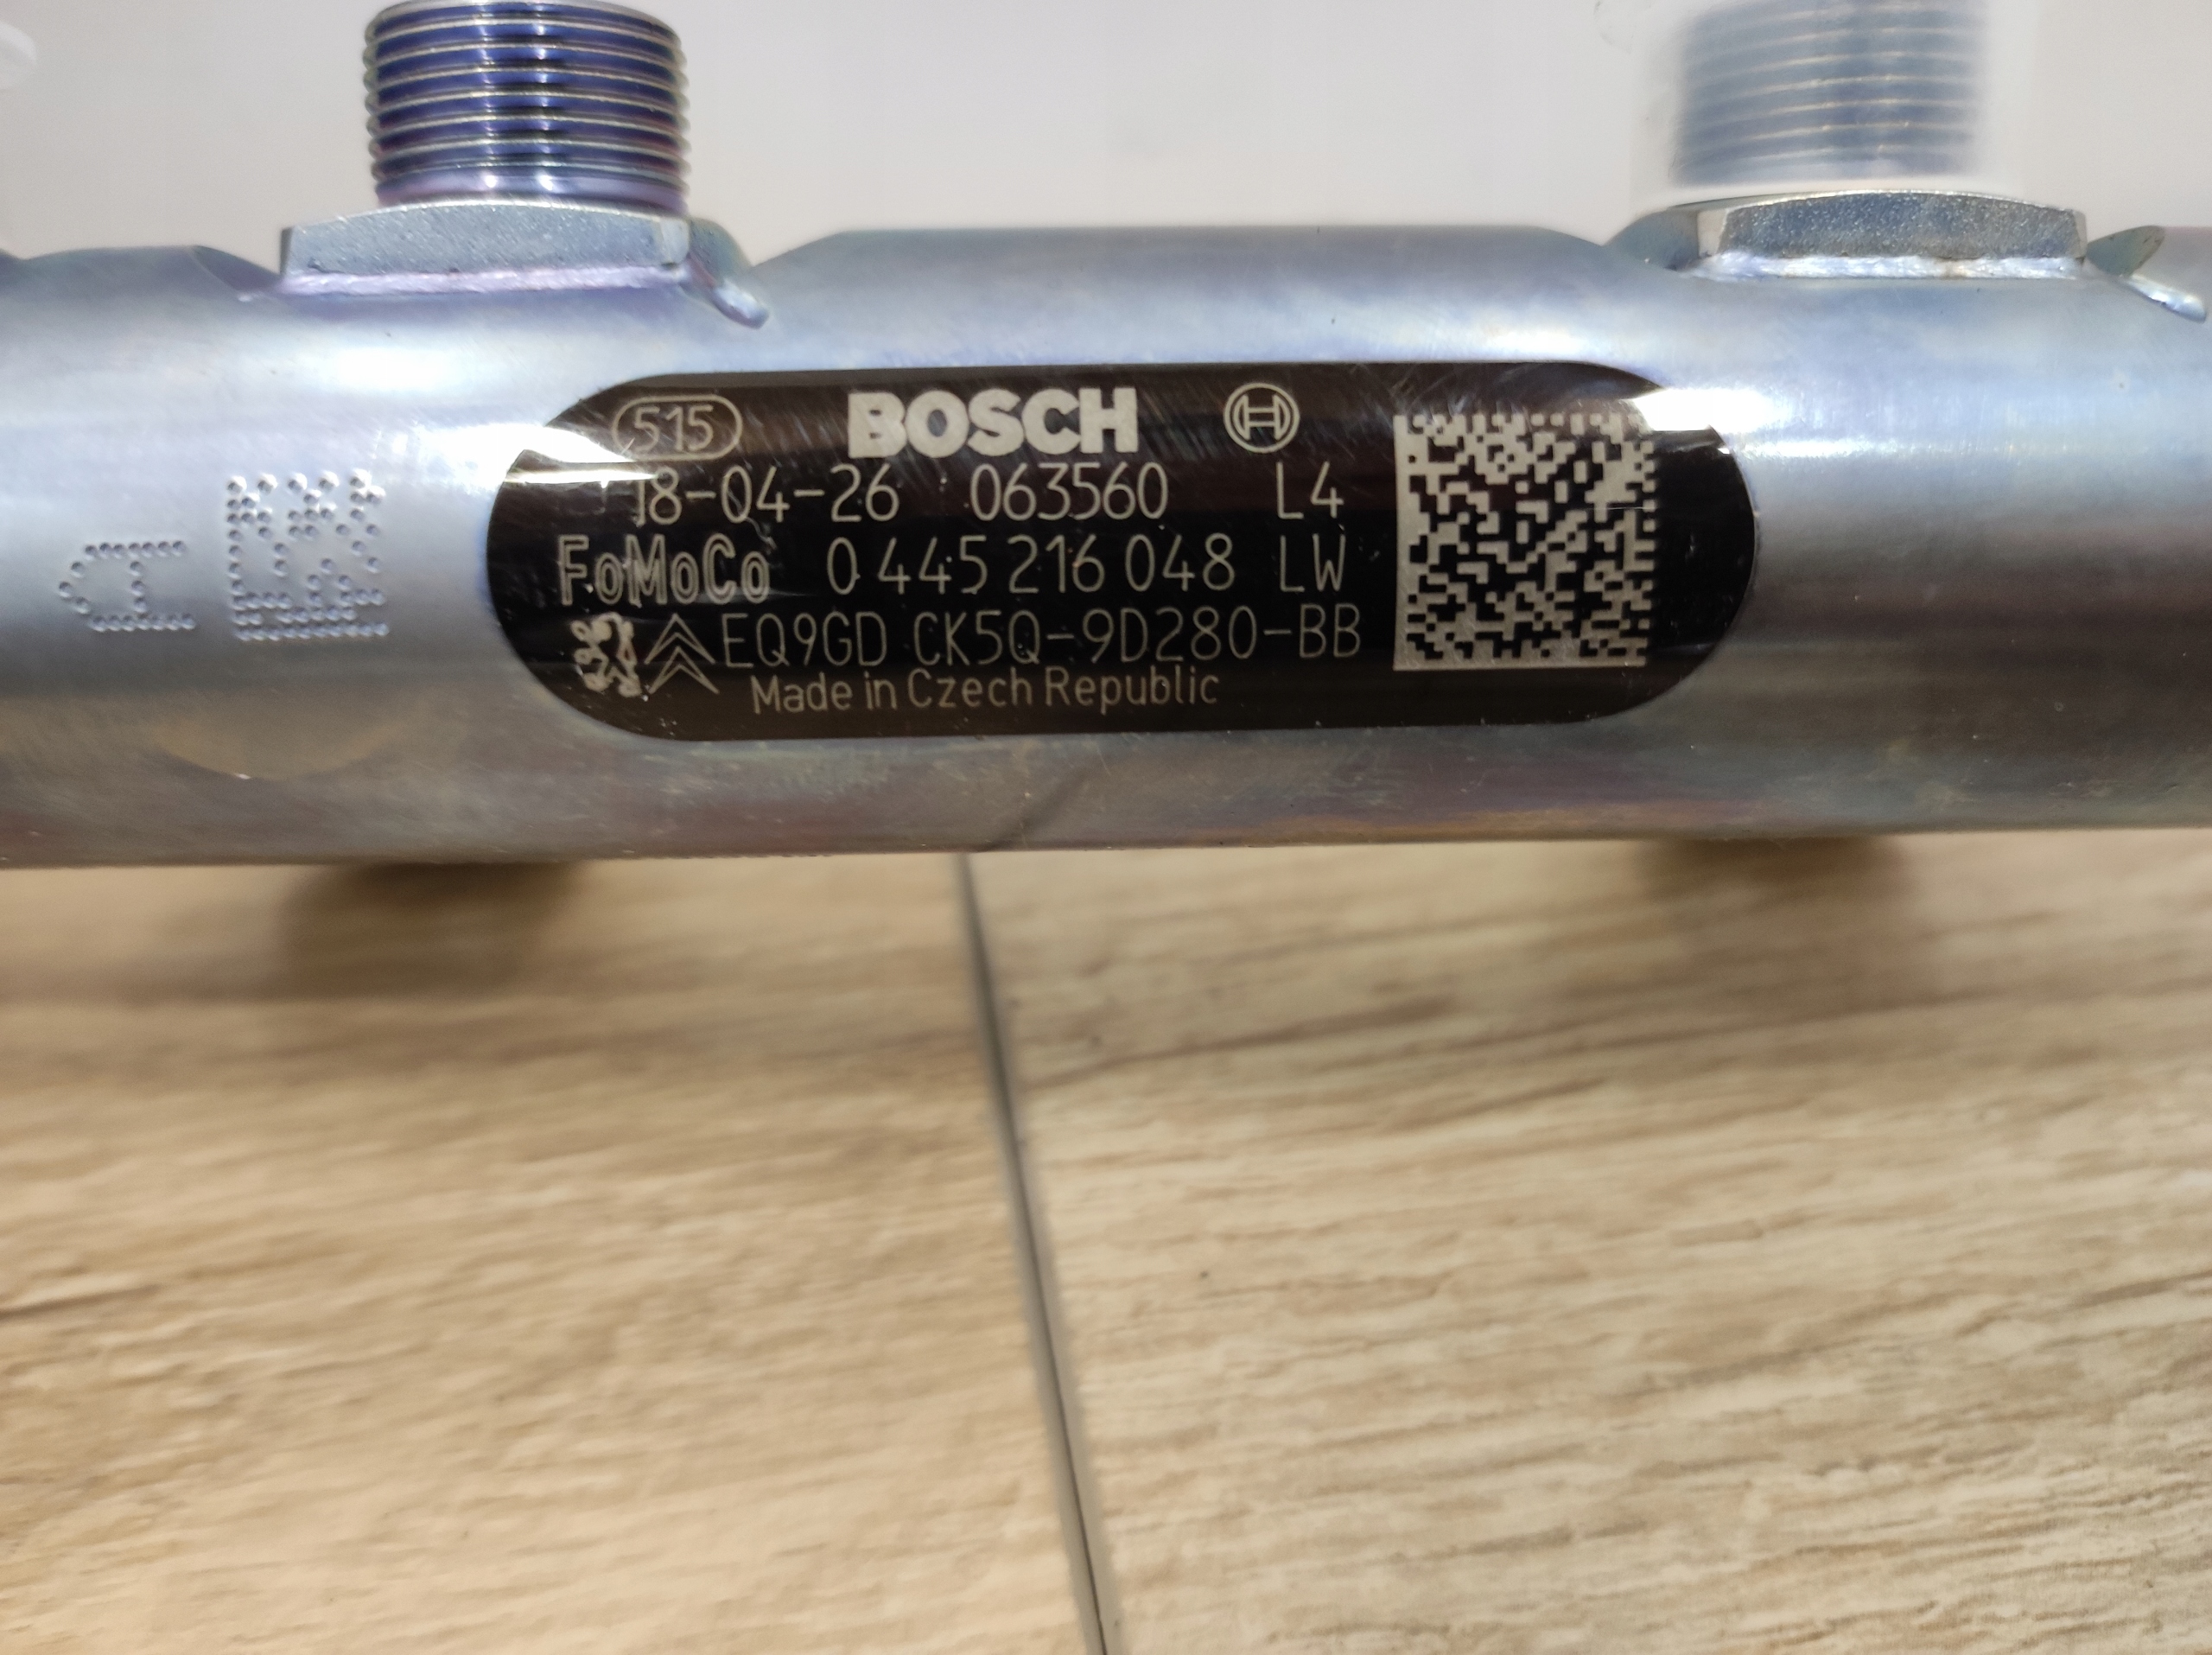 515 BOSCH
18-04-26 063560 L4
FoMoCo 0 445 216 048 LW
EQ9GD CK5Q-9D280-BB
Made in Czech Republic
A